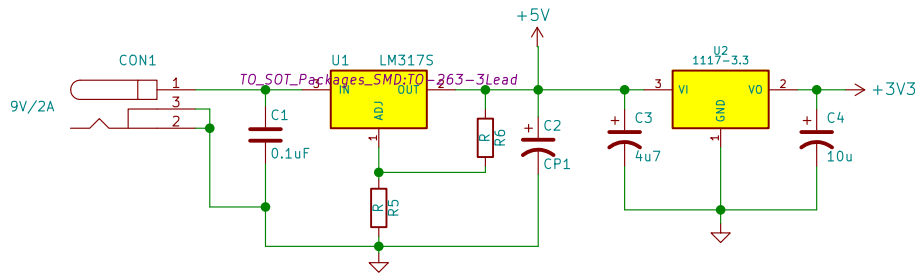 +5V
CON1
U1
LM317S
U2
1117-3.3
TO_SOT_Packages_SMD:TO-263-3Lead
1
3
IN
OUT
2
3
VI
VO
2
+3V3
9V/2A
3
2
ADJ
1
C1
0.1uF
R
R6
C2
CP1
+
C3
4u7
GND
1
+
C4
10u
+
R
R5